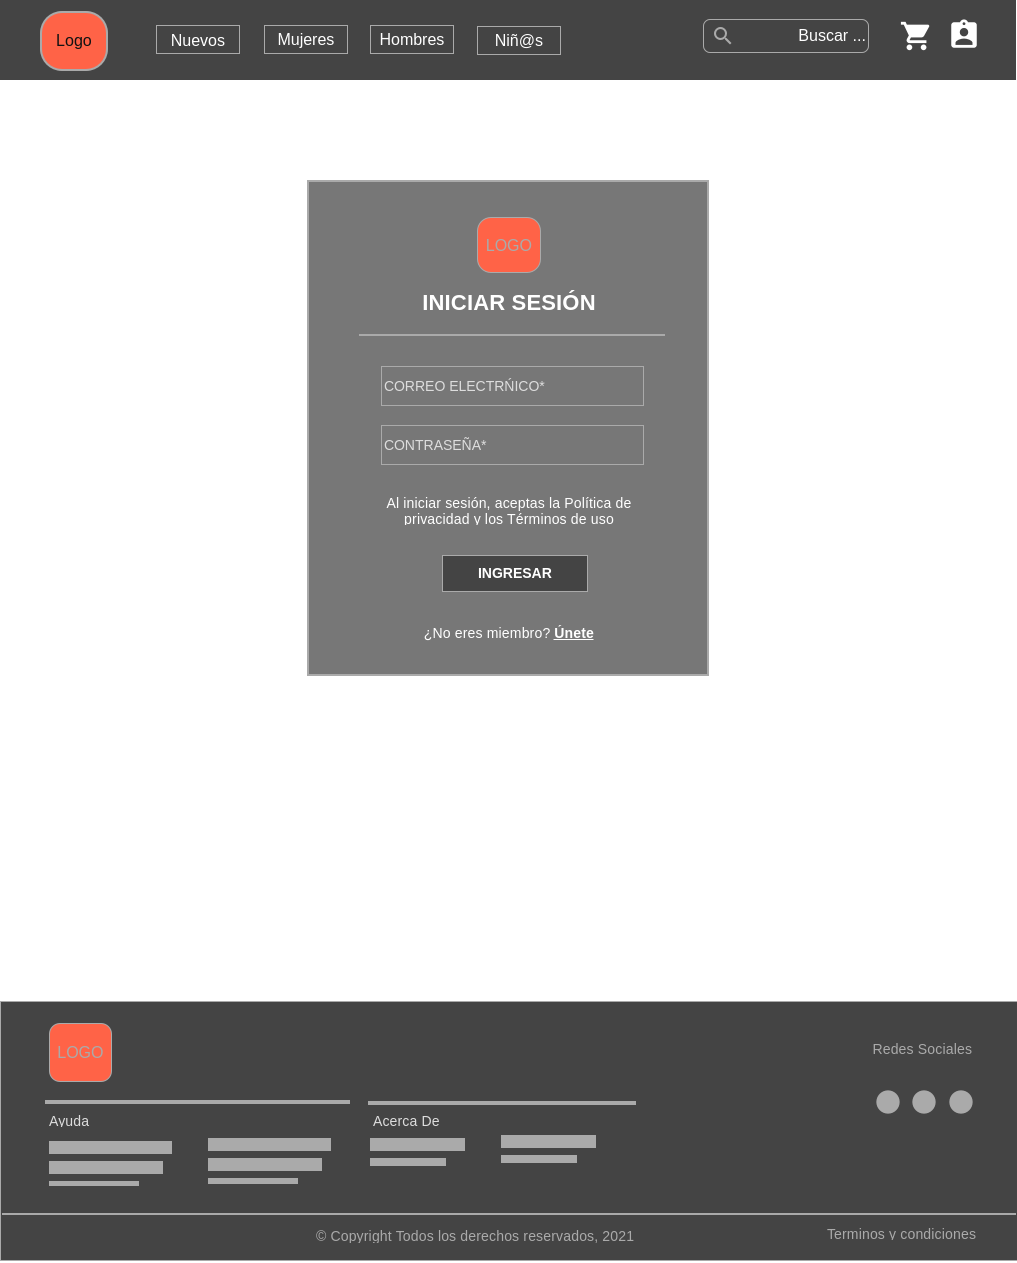 Logo
Nuevos
Mujeres
Hombres
Niñ@s
Buscar ...
LOGO
INICIAR SESIÓN
CORREO ELECTRŃICO*
CONTRASEÑA*
Al iniciar sesión, aceptas la Política de
privacidad y los Términos de uso
INGRESAR
¿No eres miembro? Únete
LOGO
Redes Sociales
Ayuda
Acerca De
© Copyright Todos los derechos reservados, 2021
Terminos y condiciones